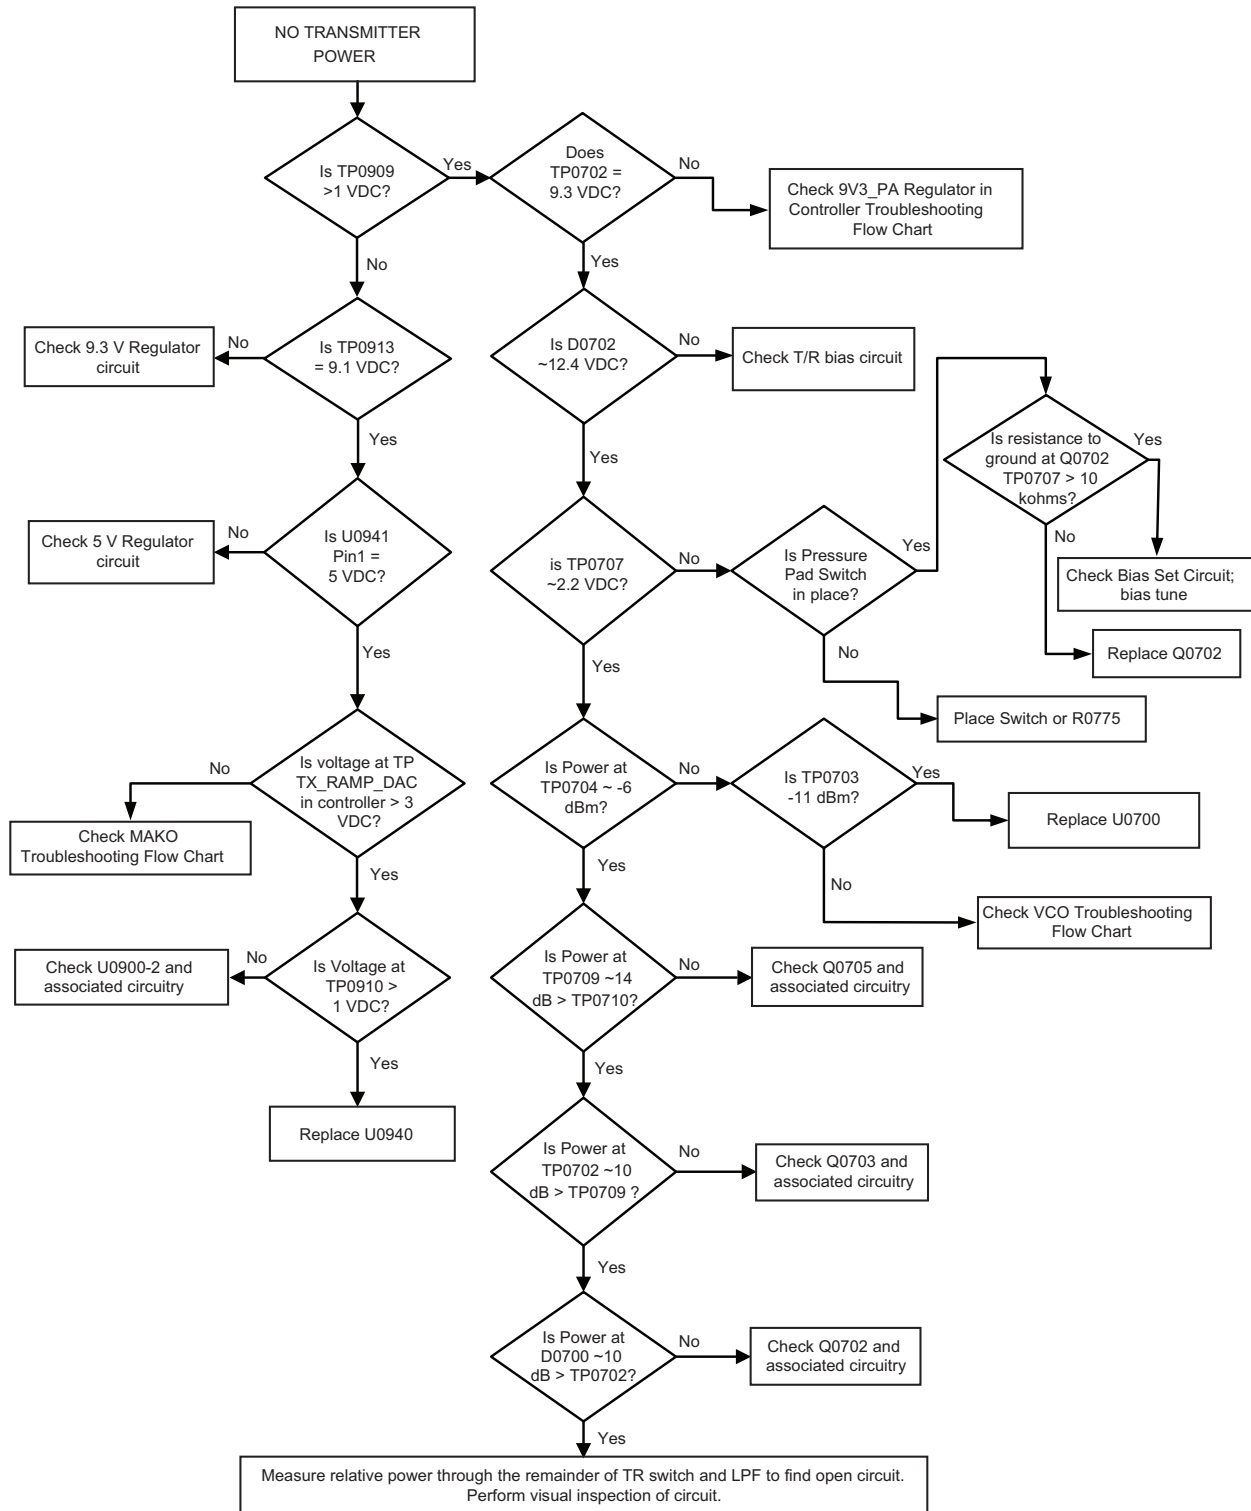 NO TRANSMITTER
POWER
Is TP0909
>1 VDC?
Yes
No
Does
TP0702 =
9.3 VDC?
No
Yes
Check 9V3_PA Regulator in
Controller Troubleshooting
Flow Chart
Is TP0913
= 9.1 VDC?
No
Yes
Check 9.3 V Regulator
circuit
Is D0702
~12.4 VDC?
No
Yes
Check T/R bias circuit
Is resistance to
ground at Q0702
TP0707 > 10
kohms?
Yes
No
Check Bias Set Circuit;
bias tune
Replace Q0702
Is U0941
Pin1 =
5 VDC?
No
Yes
Check 5 V Regulator
circuit
is TP0707
~2.2 VDC?
No
Yes
Is Pressure
Pad Switch
in place?
Yes
No
Place Switch or R0775
Is voltage at TP
TX_RAMP_DAC
in controller > 3
VDC?
No
Yes
Check MAKO
Troubleshooting Flow Chart
Is Power at
TP0704 ~ -6
dBm?
No
Yes
Is TP0703
-11 dBm?
Yes
No
Replace U0700
Check VCO Troubleshooting
Flow Chart
Is Voltage at
TP0910 >
1 VDC?
No
Yes
Check U0900-2 and
associated circuitry
Replace U0940
Is Power at
TP0709 ~14
dB > TP0710?
No
Yes
Check Q0705 and
associated circuitry
Is Power at
TP0702 ~10
dB > TP0709 ?
No
Yes
Check Q0703 and
associated circuitry
Is Power at
D0700 ~10
dB > TP0702?
No
Yes
Check Q0702 and
associated circuitry
Measure relative power through the remainder of TR switch and LPF to find open circuit.
Perform visual inspection of circuit.